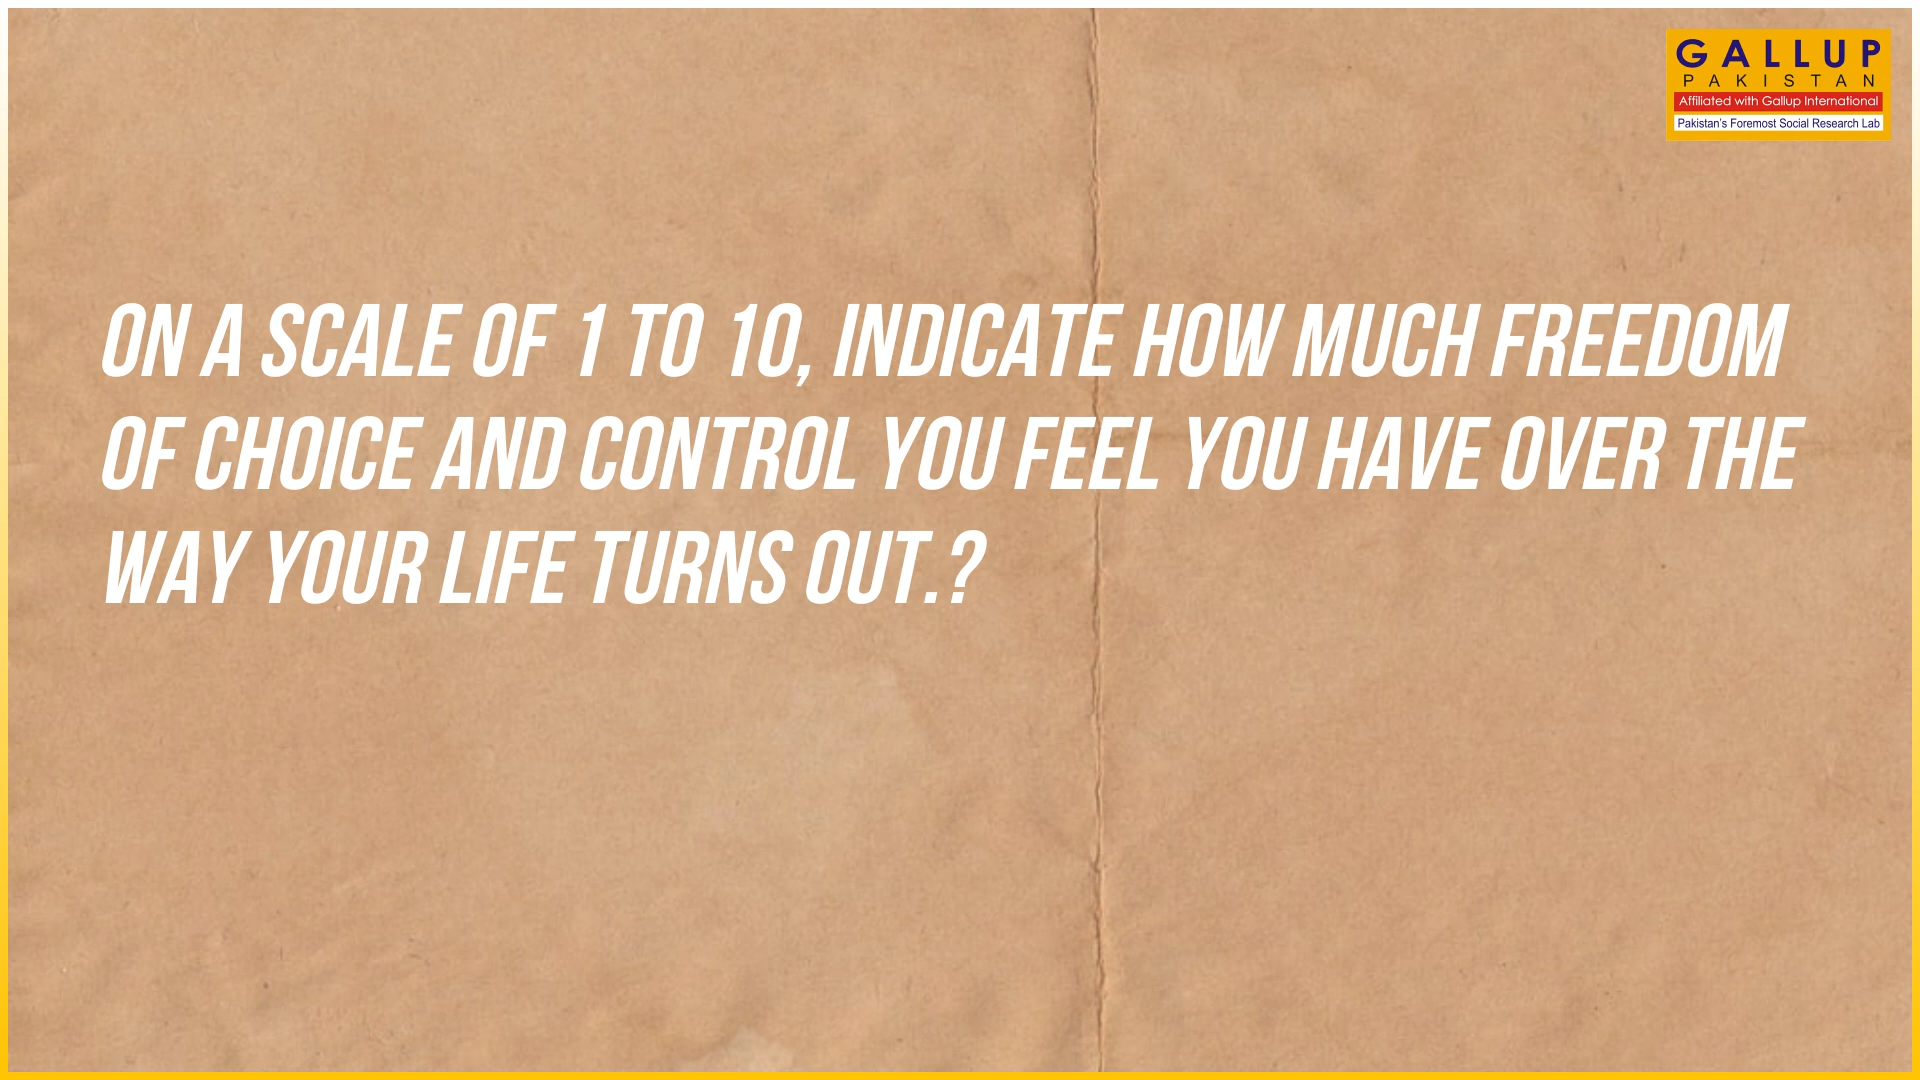 GALLUP
PAKISTAN
Affiliated with Gallup International
Pakistan's Foremost Social Research Lab
ON A SCALE OF 1 TO 10, INDICATE HOW MUCH FREEDOM
OF CHOICE AND CONTROL YOU FEEL YOU HAVE OVER THE
WAY YOUR LIFE TURNS OUT.?